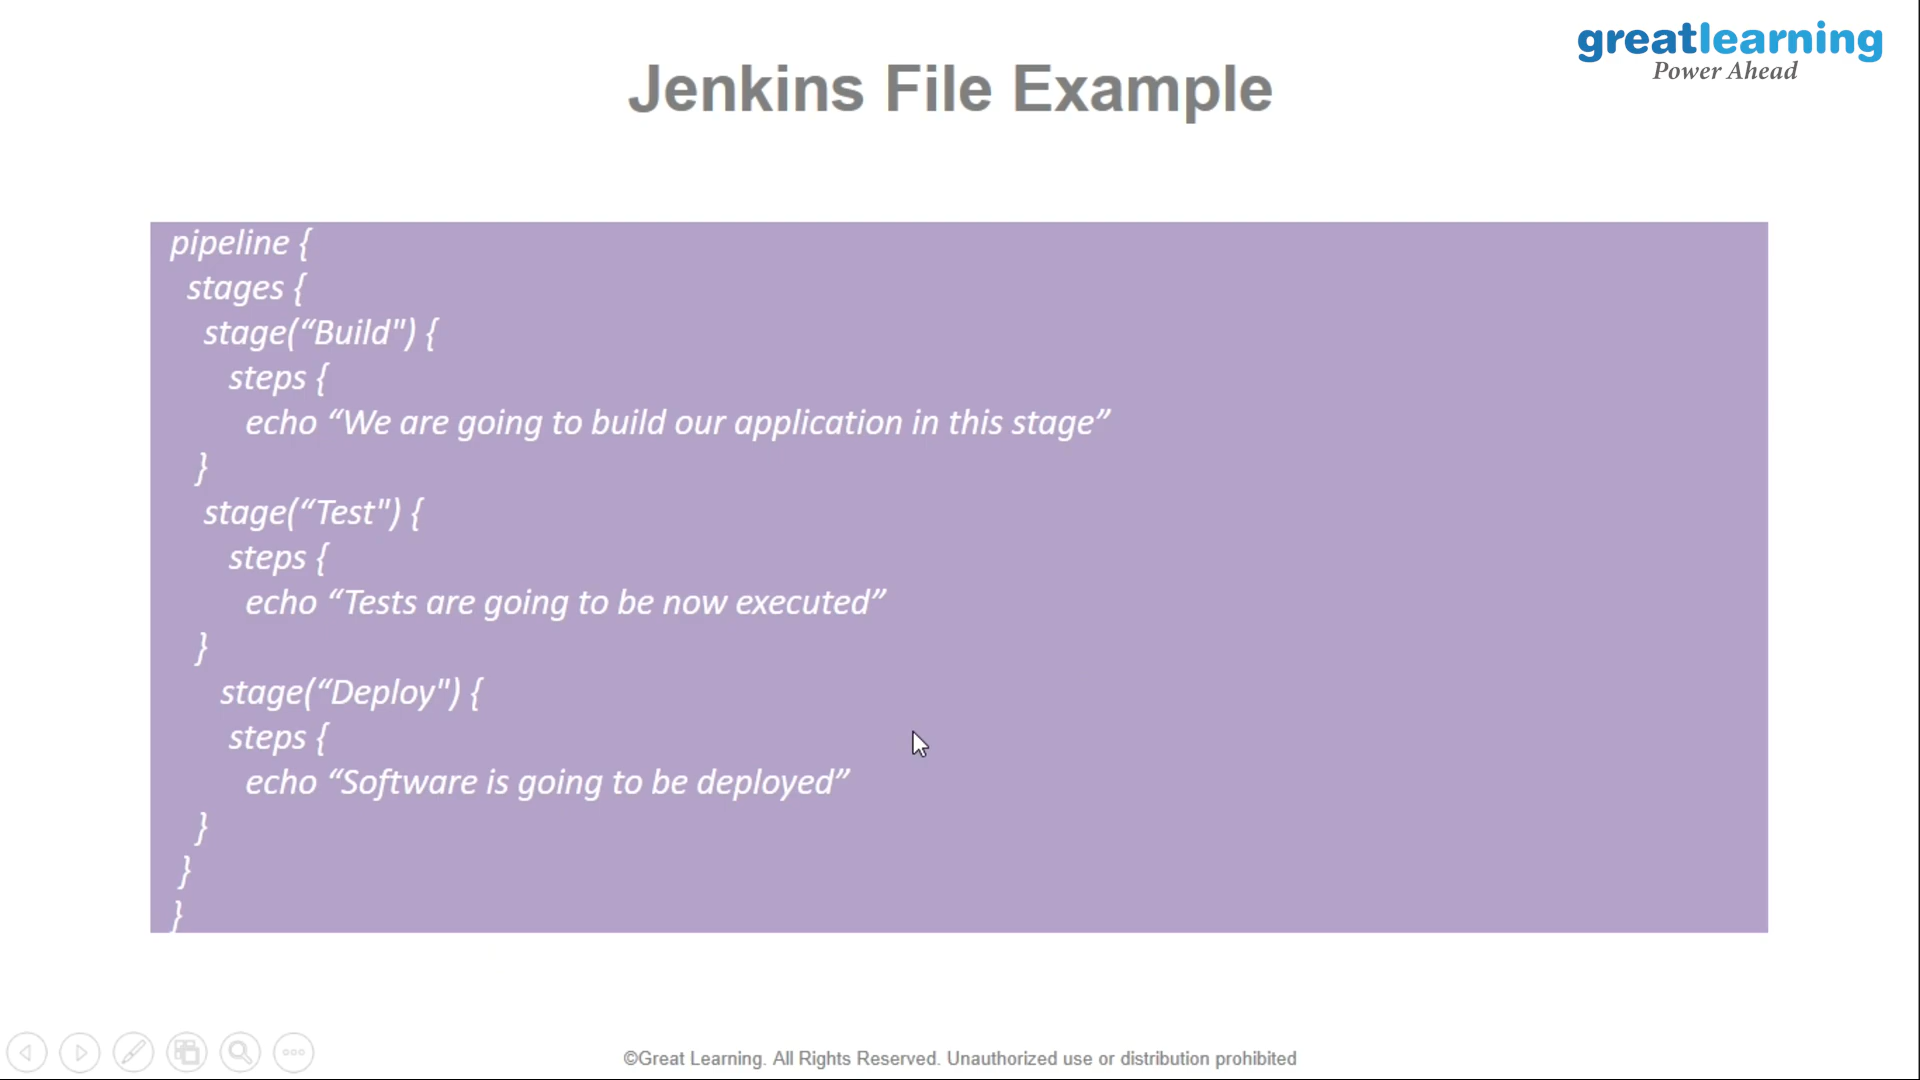 greatlearning
Power Ahead
Jenkins File Example
pipeline {
stages {
stage(“Build") {
steps {
echo “We are going to build our application in this stage”
}
stage(“Test") {
steps {
echo “Tests are going to be now executed”
}
stage(“Deploy") {
steps {
echo “Software is going to be deployed”
}
}
}
©Great Learning. All Rights Reserved. Unauthorized use or distribution prohibited